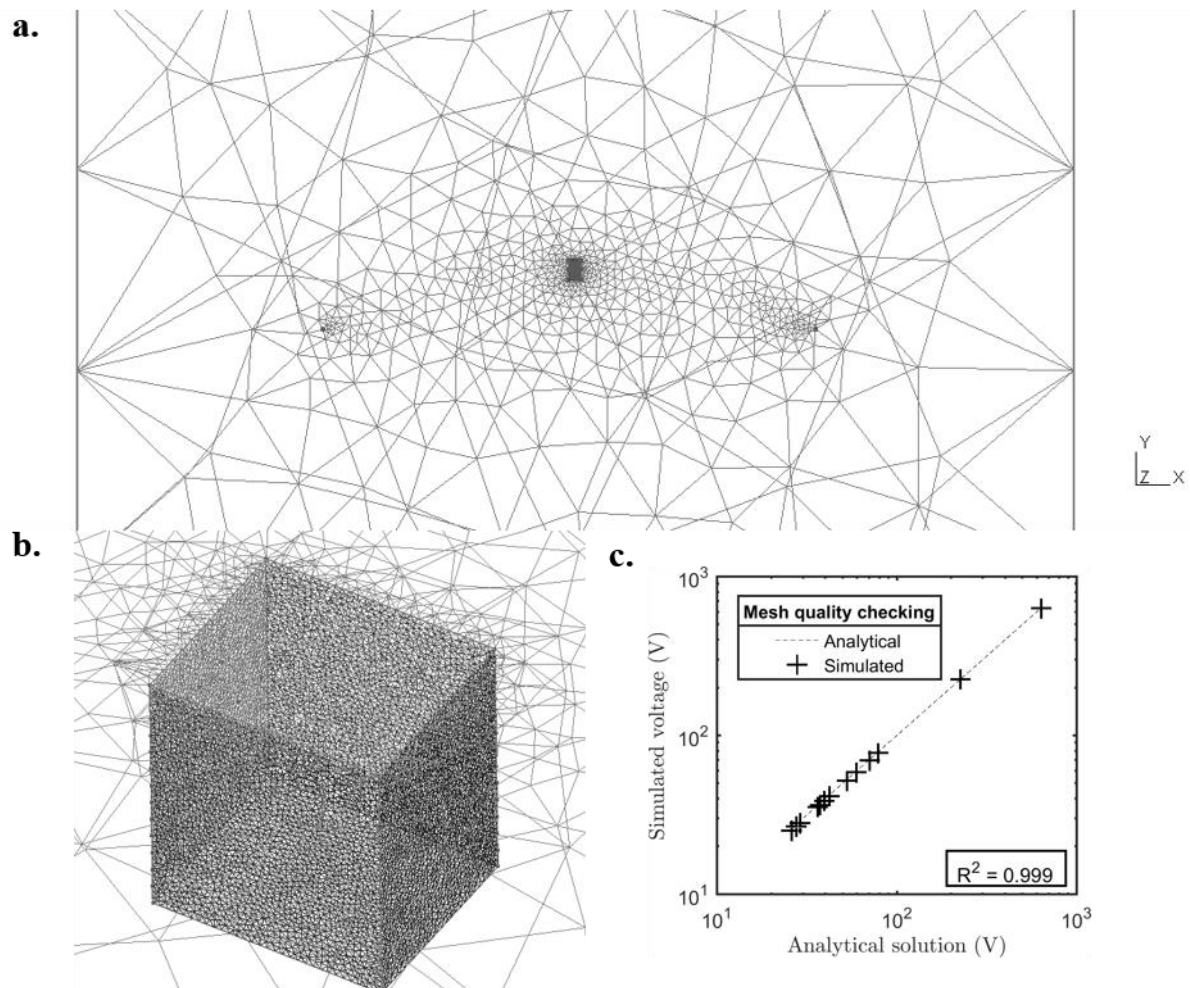 a.
Y
Z X
b.
c.
10^3
Mesh quality checking
Analytical
Simulated
Simulated voltage (V)
10^2
R^2 = 0.999
10^1
10^1 10^2 10^3
Analytical solution (V)